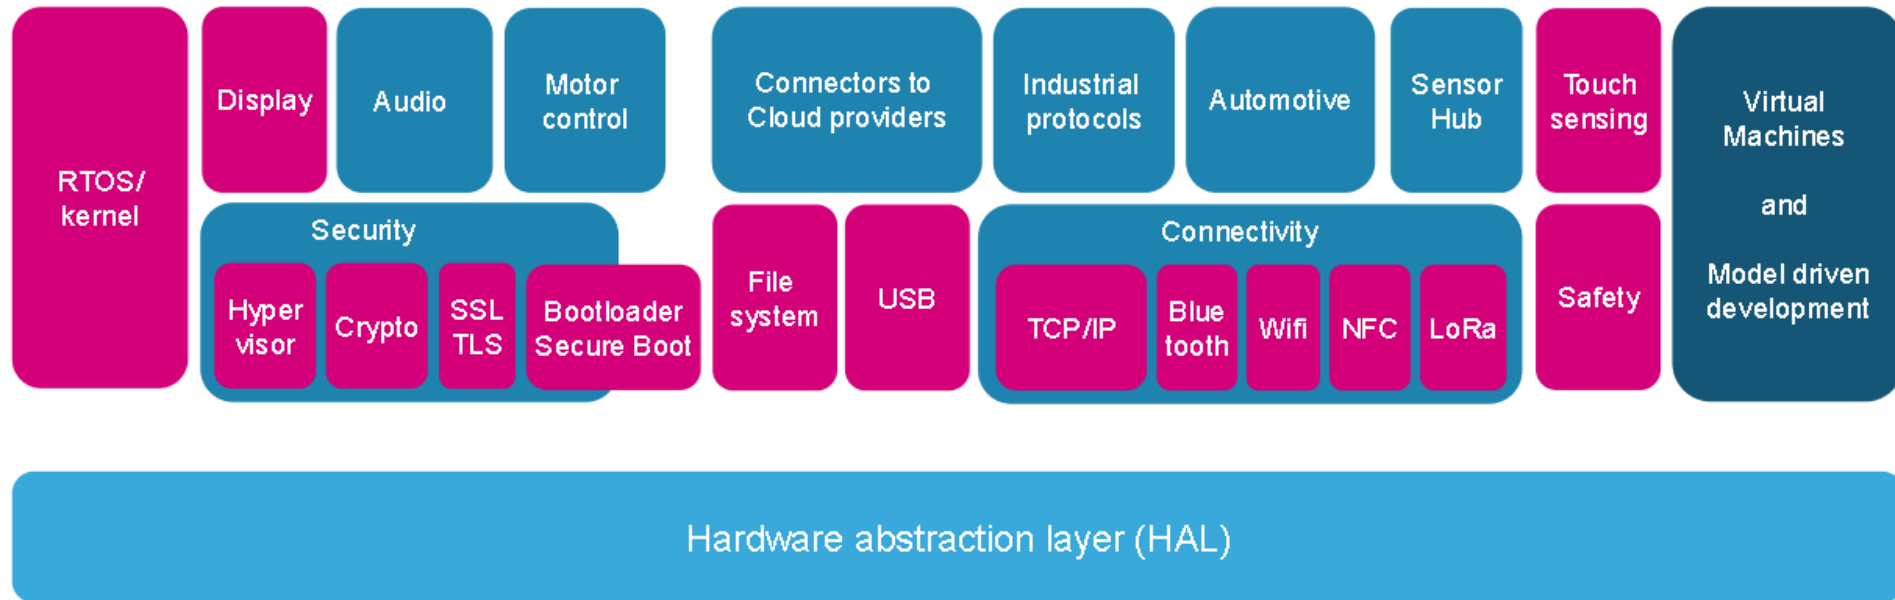 RTOS/
kernel
Display
Audio
Motor
control
Connectors to
Cloud providers
Industrial
protocols
Automotive
Sensor
Hub
Touch
sensing
Virtual
Machines
and
Model driven
development
Security
Hyper
visor
Crypto
SSL
TLS
Bootloader
Secure Boot
File
system
USB
Connectivity
TCP/IP
Blue
tooth
Wifi
NFC
LoRa
Safety
Hardware abstraction layer (HAL)